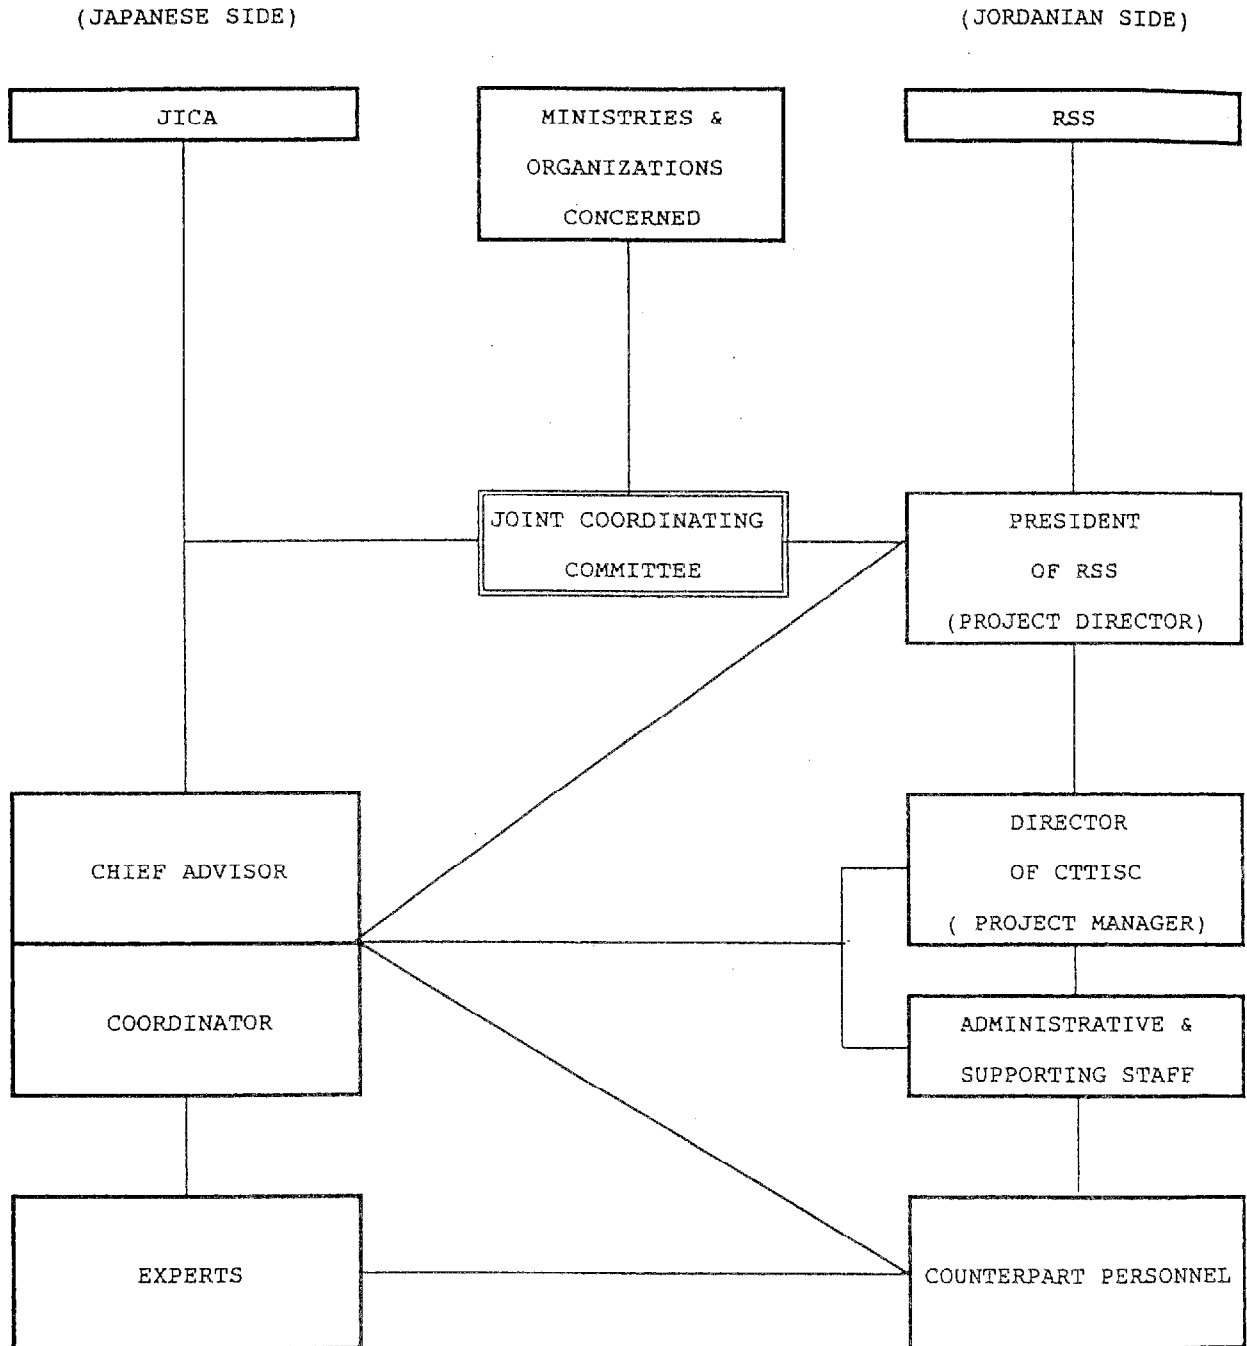 (JAPANESE SIDE)
(JORDANIAN SIDE)
JICA
MINISTRIES &
ORGANIZATIONS
CONCERNED
RSS
JOINT COORDINATING
COMMITTEE
PRESIDENT
OF RSS
(PROJECT DIRECTOR)
CHIEF ADVISOR
COORDINATOR
DIRECTOR
OF CTTISC
( PROJECT MANAGER)
ADMINISTRATIVE &
SUPPORTING STAFF
EXPERTS
COUNTERPART PERSONNEL